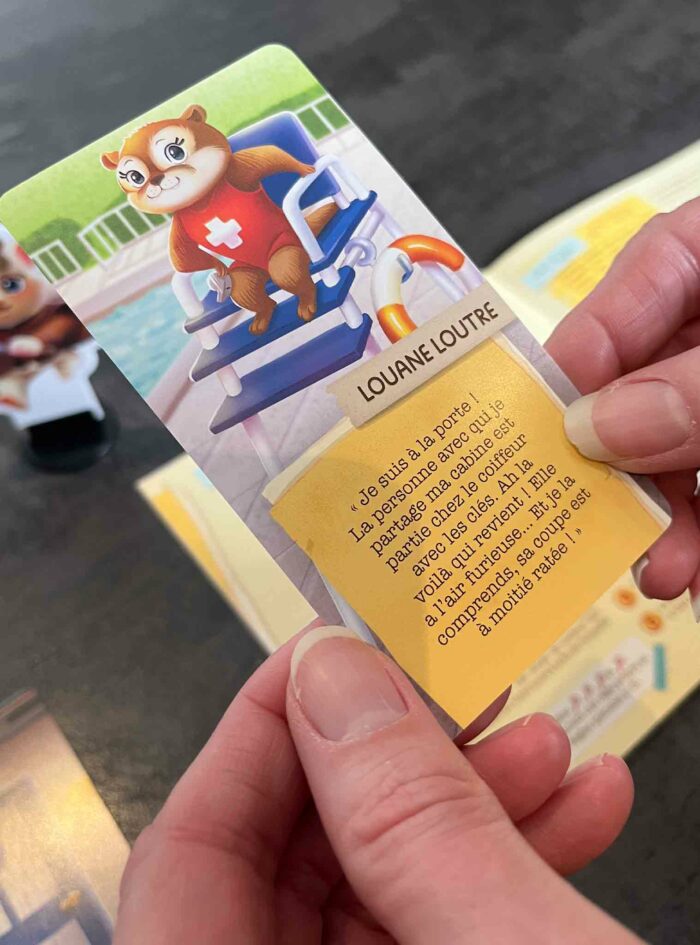 LOUANE LOUTRE
« Je suis à la porte !
La personne avec qui je
partage ma cabine est
partie chez le coiffeur
avec les clés. Ah la
voilà qui revient ! Elle
a l'air furieuse... Et je la
comprends, sa coupe est
à moitié ratée ! »